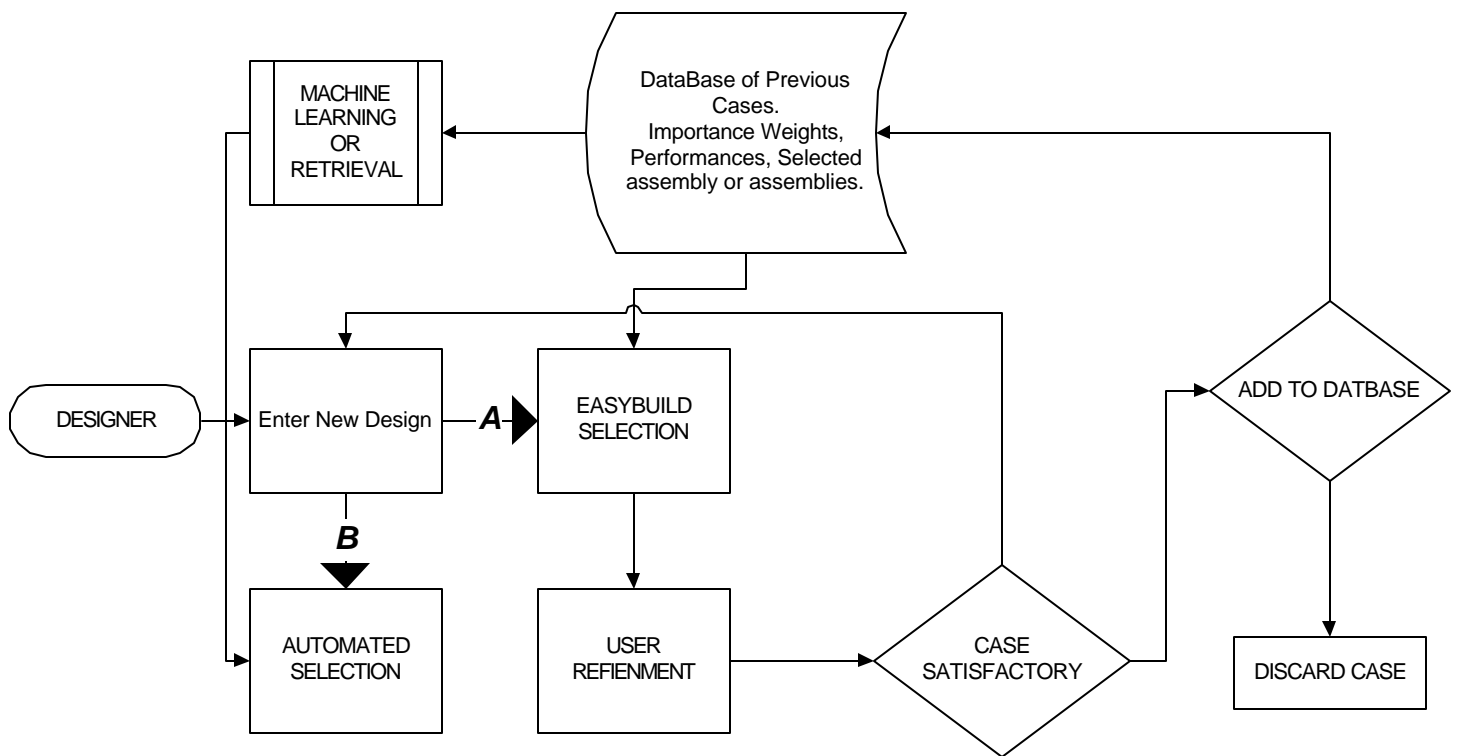 MACHINE
LEARNING
OR
RETRIEVAL
DataBase of Previous
Cases.
Importance Weights,
Performances, Selected
assembly or assemblies.
DESIGNER
Enter New Design
A
EASYBUILD
SELECTION
ADD TO DATBASE
B
AUTOMATED
SELECTION
USER
REFIENMENT
CASE
SATISFACTORY
DISCARD CASE